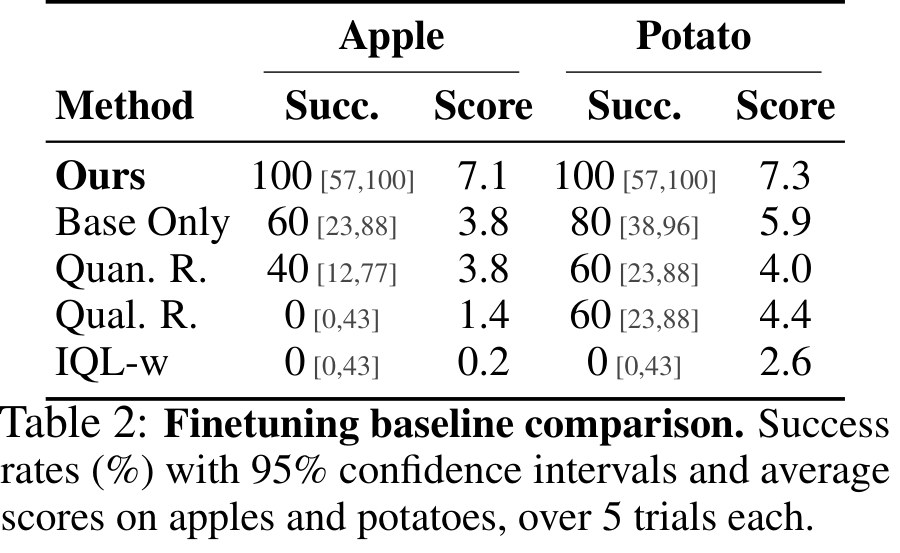 Apple Potato
Method Succ. Score Succ. Score
Ours 100 [57,100] 7.1 100 [57,100] 7.3
Base Only 60 [23,88] 3.8 80 [38,96] 5.9
Quan. R. 40 [12,77] 3.8 60 [23,88] 4.0
Qual. R. 0 [0,43] 1.4 60 [23,88] 4.4
IQL-w 0 [0,43] 0.2 0 [0,43] 2.6
Table 2: Finetuning baseline comparison. Success
rates (%) with 95% confidence intervals and average
scores on apples and potatoes, over 5 trials each.